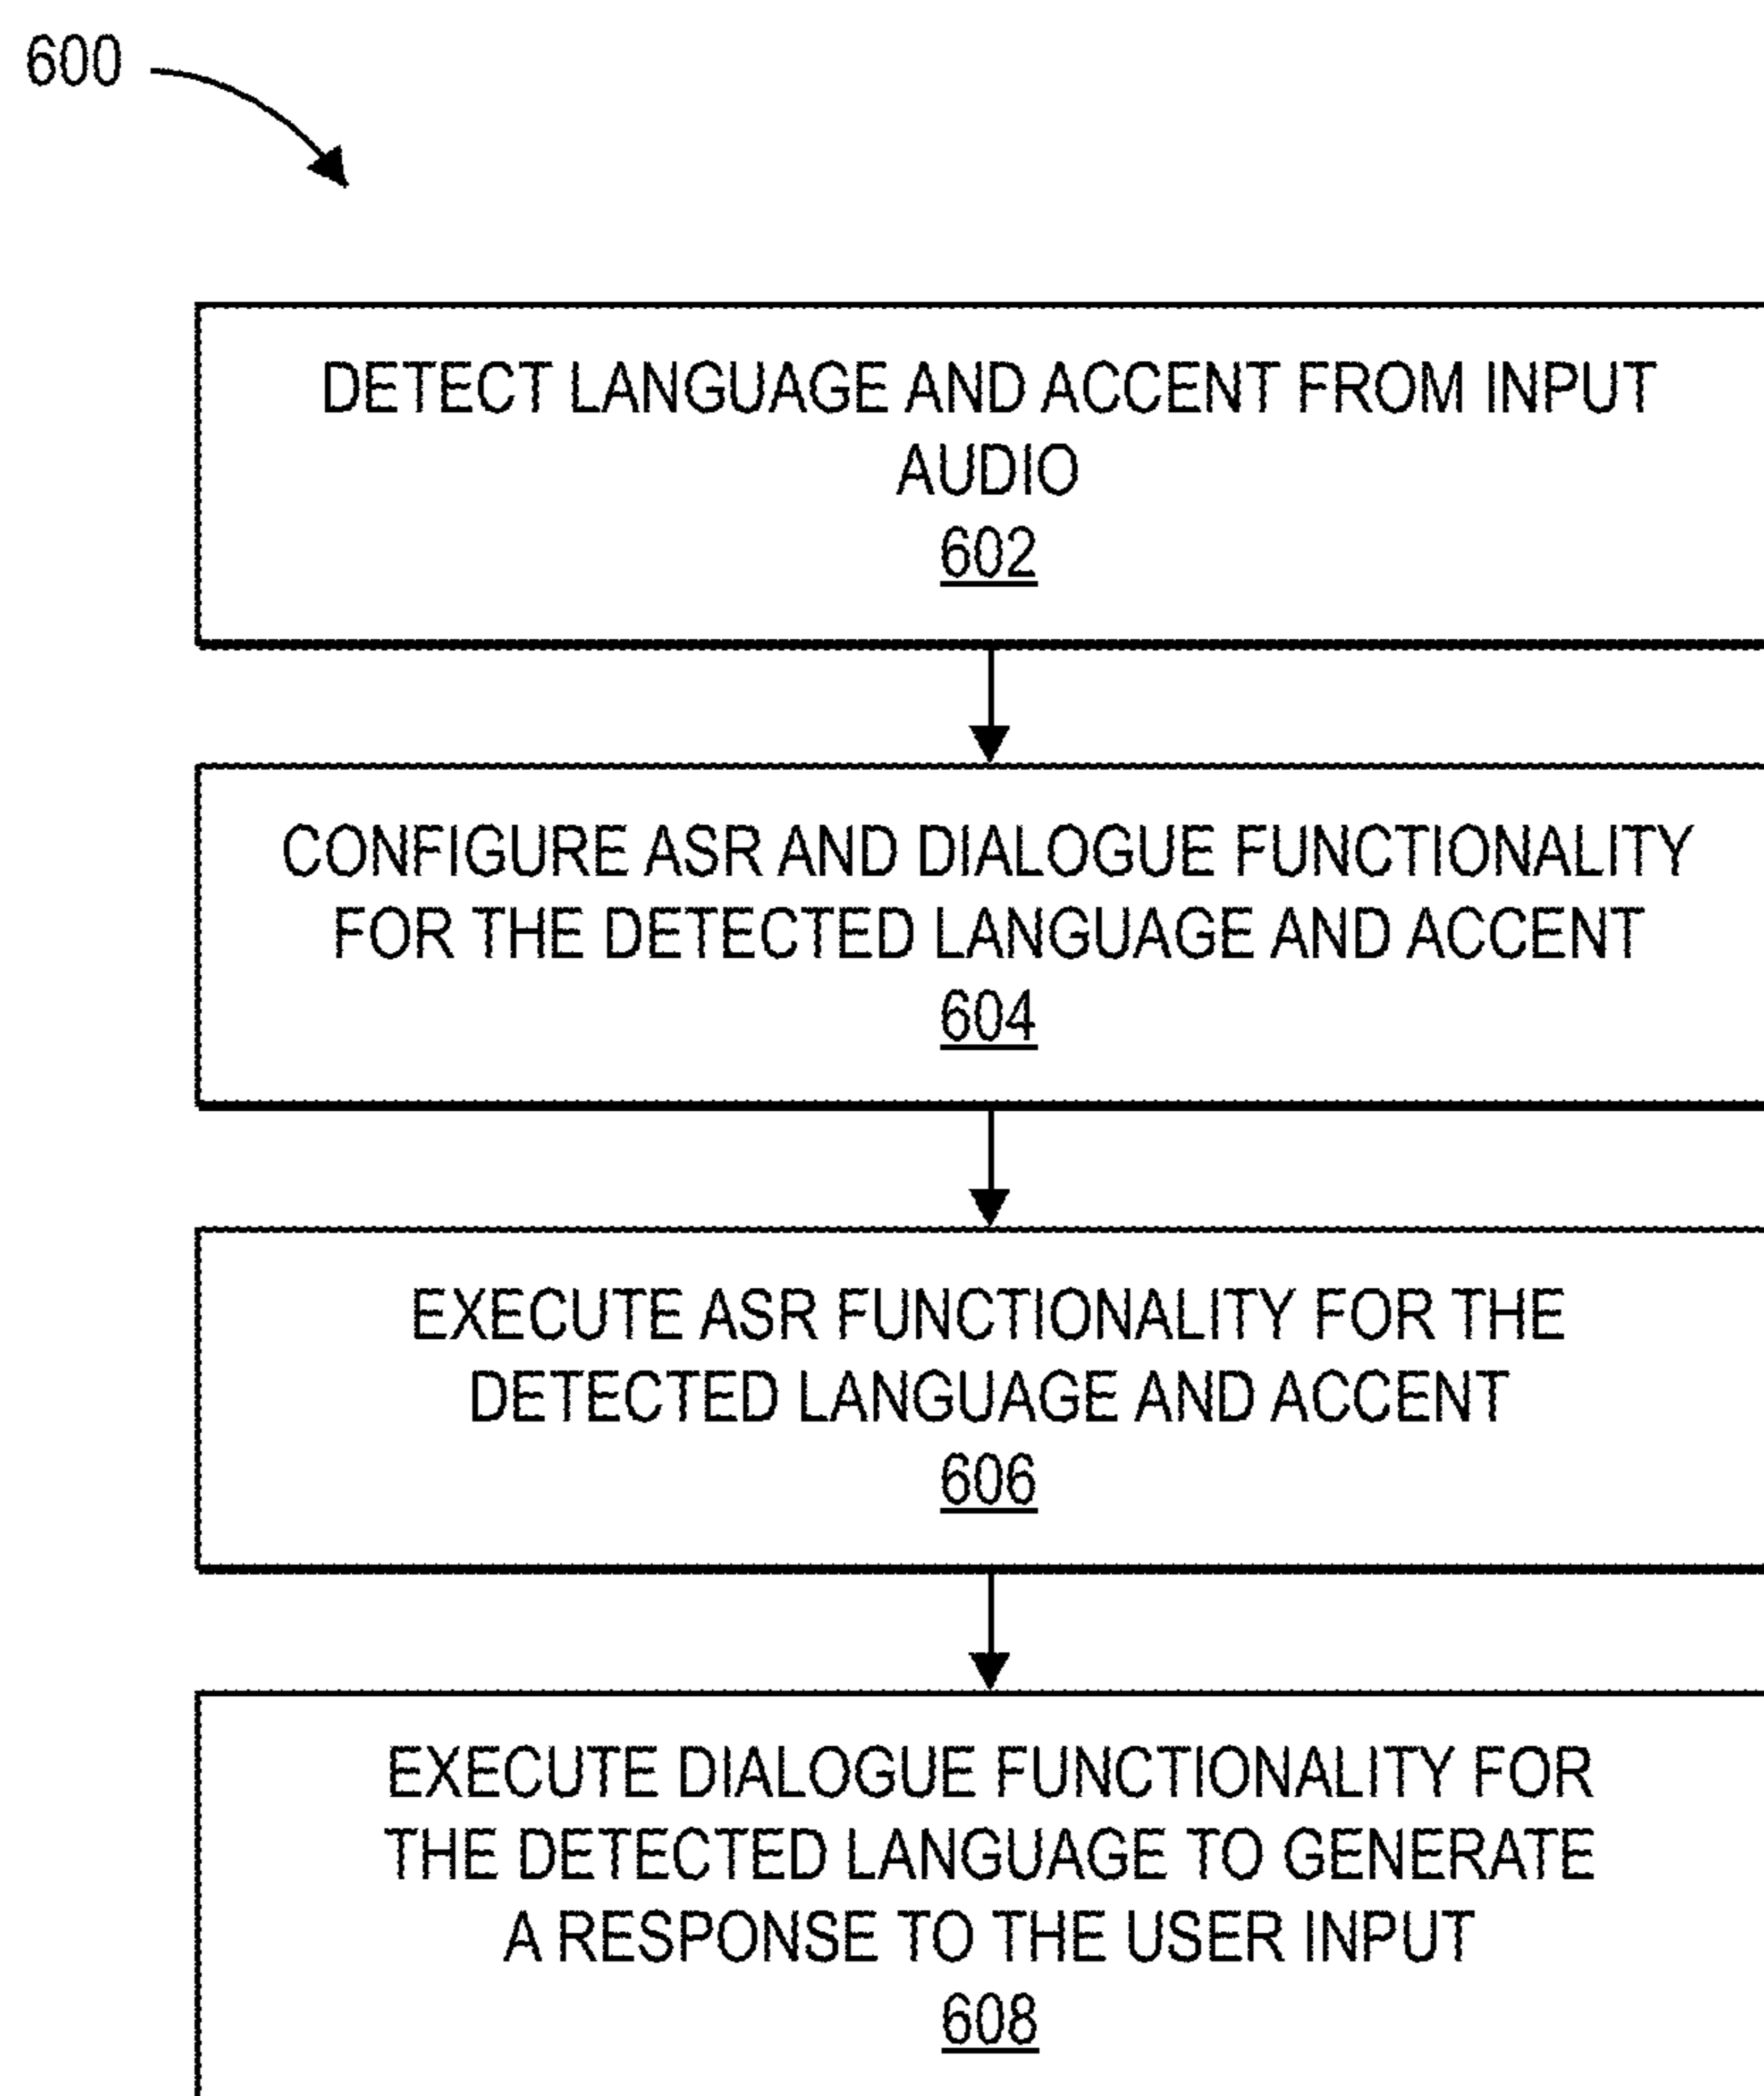 600
DETECT LANGUAGE AND ACCENT FROM INPUT
AUDIO
602
CONFIGURE ASR AND DIALOGUE FUNCTIONALITY
FOR THE DETECTED LANGUAGE AND ACCENT
604
EXECUTE ASR FUNCTIONALITY FOR THE
DETECTED LANGUAGE AND ACCENT
606
EXECUTE DIALOGUE FUNCTIONALITY FOR
THE DETECTED LANGUAGE TO GENERATE
A RESPONSE TO THE USER INPUT
608